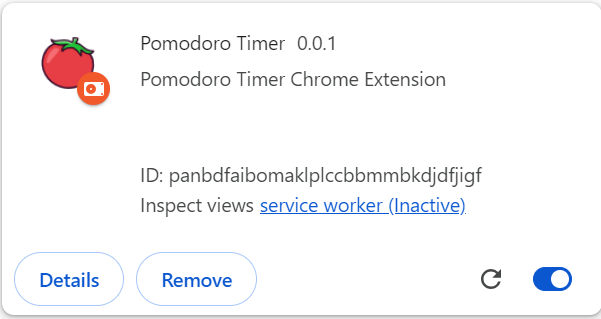 Pomodoro Timer 0.0.1
Pomodoro Timer Chrome Extension
ID: panbdfaibomaklplccbbmmbkdjdfjigf
Inspect views service worker (Inactive)
Details Remove